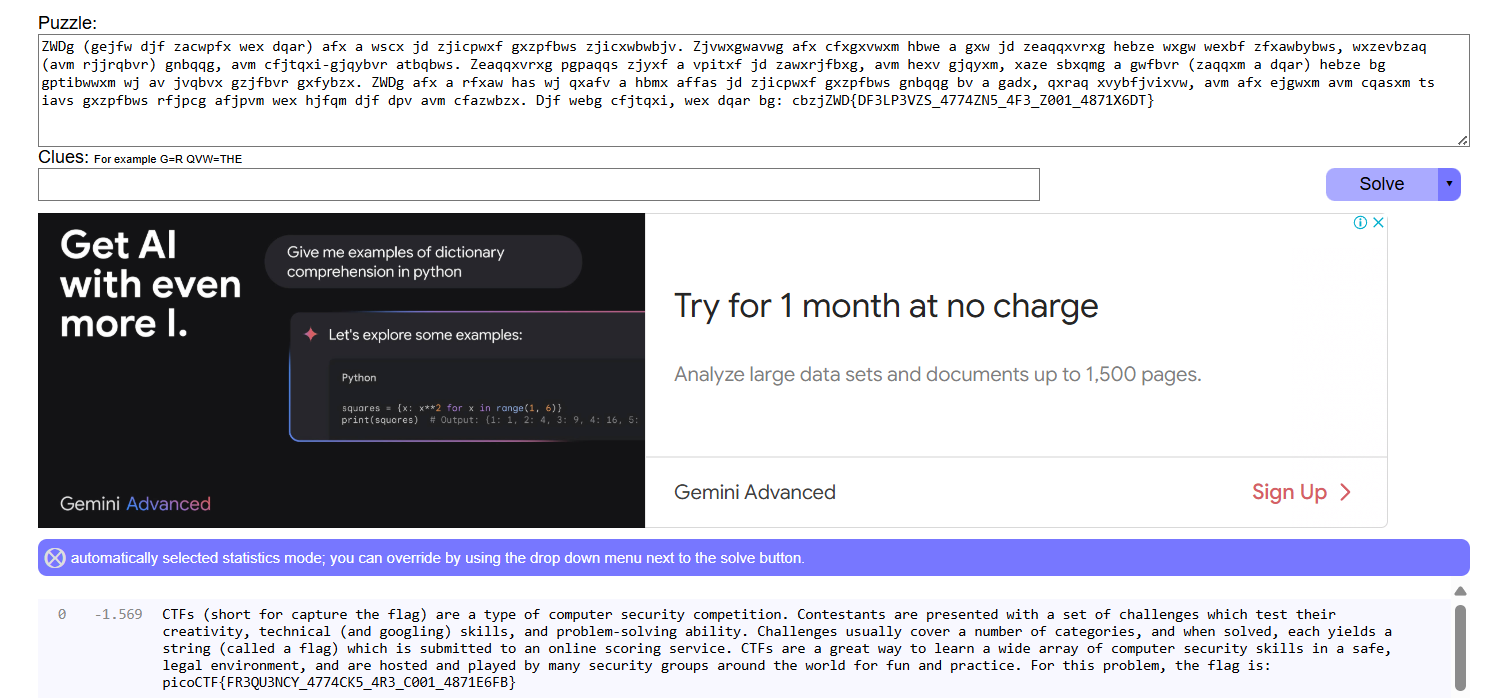 Puzzle:
ZWDg (gejfw djf zacwpfx wex dqar) afx a wscx jd zjicpwxf gxzpfbws zjicxwbwbjv. Zjvwxgwavwg afx cfxgxvwxm hbwe a gxw jd zeaqqxvrxg hebze wxgw wexbf zfxawbybws, wxzevbzaq
(avm rjjrqbvr) gnbqqg, avm cfjtqxi-gjqybvr atbqbws. Zeaqqxvrxg pgpaqqs zjyxf a vpitxf jd zawxrjfbxg, avm hexv gjqyxm, xaze sbxqmg a gwfbvr (zaqqxm a dqar) hebze bg
gptibwwxm wj av jvqbvx gzjfbvr gxfybzx. ZWDg afx a rfxaw has wj qxafv a hbmx affas jd zjicpwxf gxzpfbws gnbqqg bv a gadx, qxraq xvybfjvixvw, avm afx ejgwxm avm cqasxm ts
iavs gxzpfbws rfjpcg afjpvm wex hjfqm djf dpv avm cfazwbzx. Djf webg cfjtqxi, wex dqar bg: cbzjZWD{DF3LP3VZS_4774ZN5_4F3_Z001_4871X6DT}
Clues: For example G=R QVW=THE
Solve
Get AI
with even
more l.
Give me examples of dictionary
comprehension in python
Let's explore some examples:
Python
squares = {x: x**2 for x in range(1, 6)}
print(squares)  # Output: {1: 1, 2: 4, 3: 9, 4: 16, 5:
Gemini Advanced
Try for 1 month at no charge
Analyze large data sets and documents up to 1,500 pages.
Gemini Advanced
Sign Up
automatically selected statistics mode; you can override by using the drop down menu next to the solve button.
0 -1.569 CTFs (short for capture the flag) are a type of computer security competition. Contestants are presented with a set of challenges which test their
creativity, technical (and googling) skills, and problem-solving ability. Challenges usually cover a number of categories, and when solved, each yields a
string (called a flag) which is submitted to an online scoring service. CTFs are a great way to learn a wide array of computer security skills in a safe,
legal environment, and are hosted and played by many security groups around the world for fun and practice. For this problem, the flag is:
picoCTF{FR3QU3NCY_4774CK5_4R3_C001_4871E6FB}